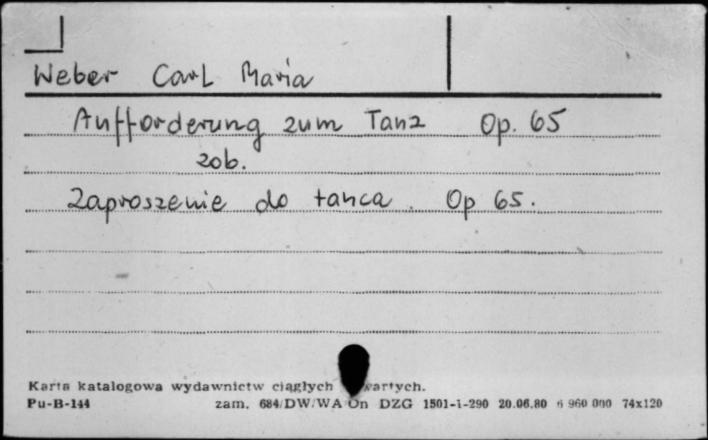 Weber Carl Maria
Aufforderung zum Tanz Op. 65
zob.
Zaproszenie do tańca. Op 65.
Karta katalogowa wydawnictw ciągłych
Pu-B-144 zam. 684/DW/WA On DZG 1501-1-290 20.06.80 6 960 000 74x120